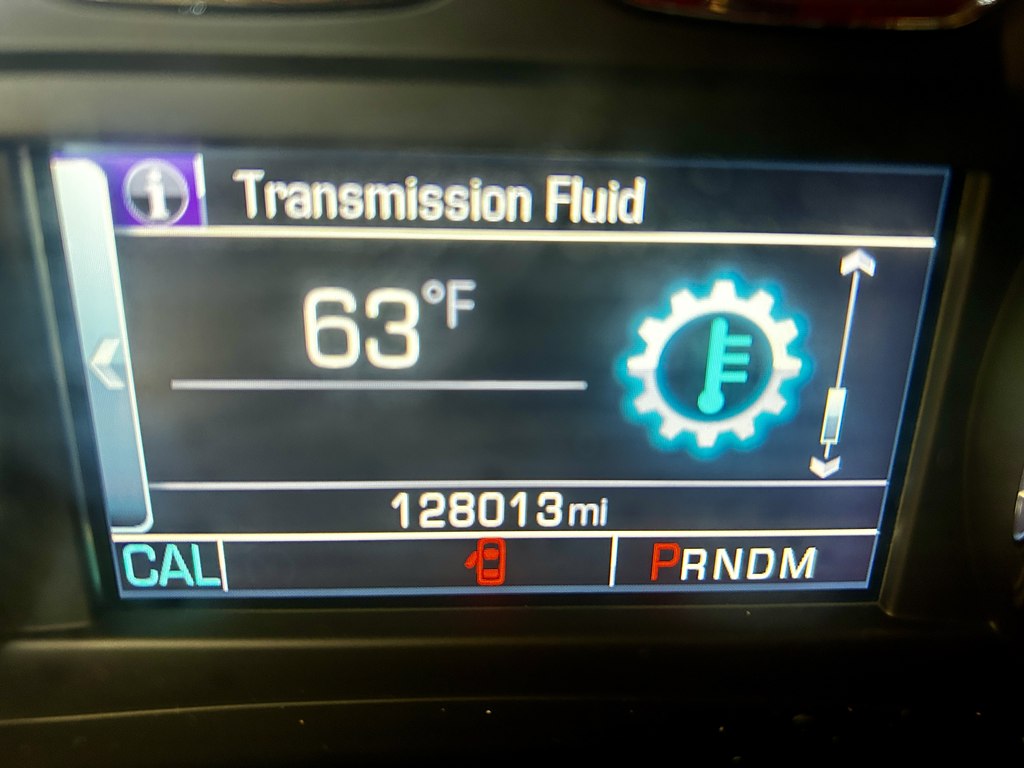 i Transmission Fluid
63°F
128013mi
CAL PRNDM